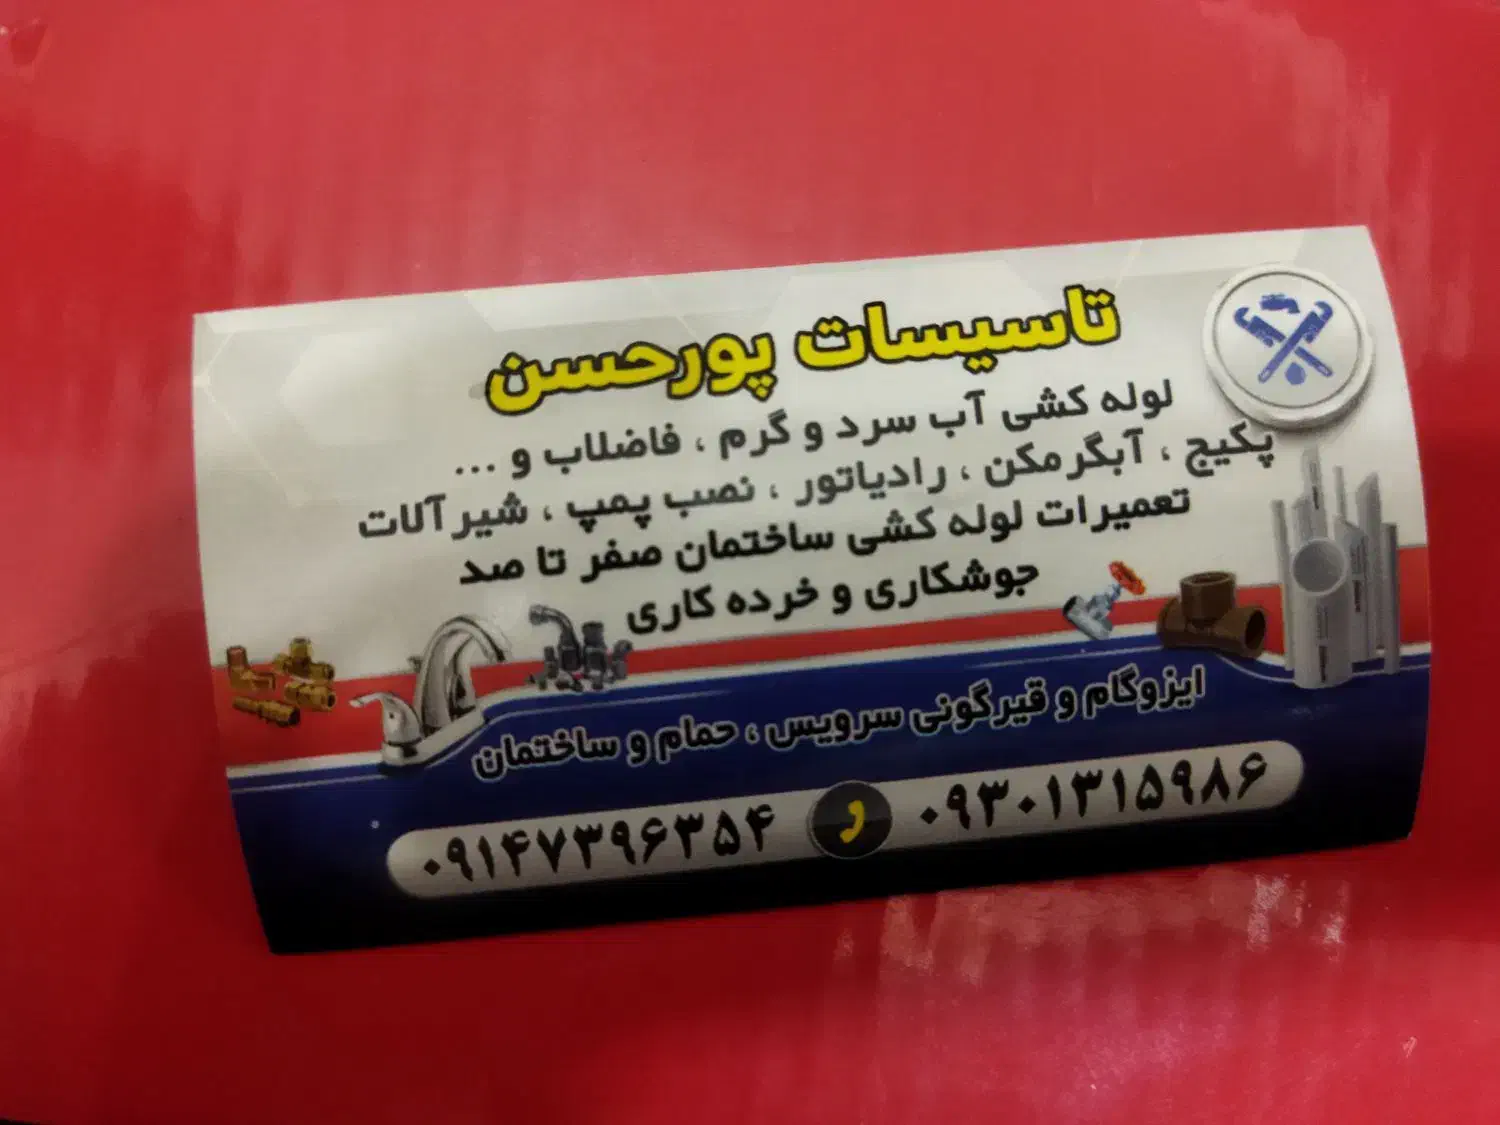 تاسیسات پورحسن
لوله کشی آب سرد و گرم ، فاضلاب و ...
پکیج ، آبگرمکن ، رادیاتور ، نصب پمپ ، شیرآلات
تعمیرات لوله کشی ساختمان صفر تا صد
جوشکاری و خرده کاری
ایزوگام و قیرگونی سرویس ، حمام و ساختمان
۰۹۳۰۱۳۱۵۹۸۶
۰۹۱۴۷۳۹۶۳۵۴